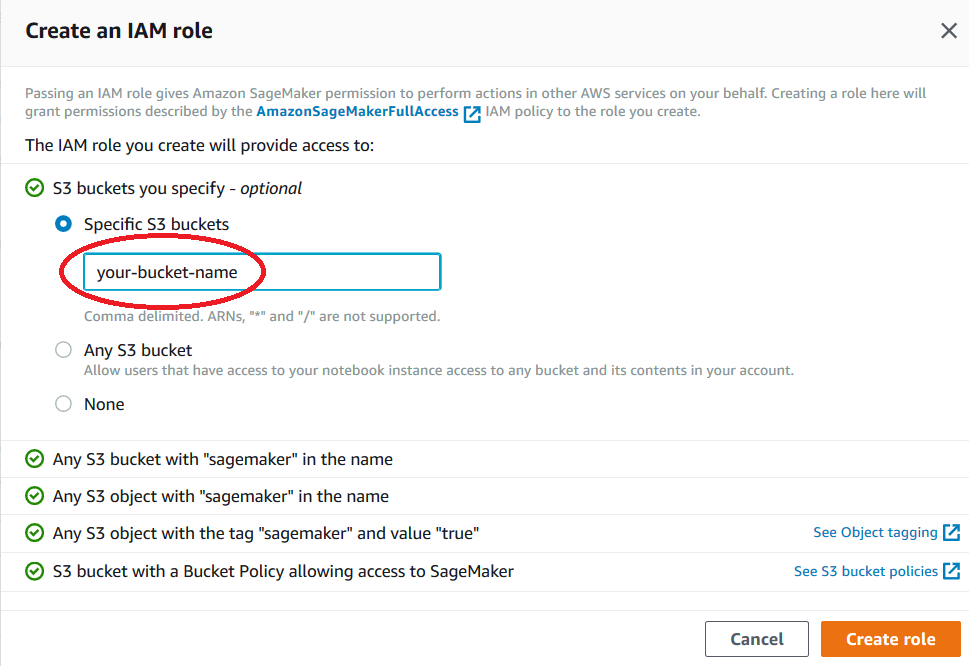 Create an IAM role
Passing an IAM role gives Amazon SageMaker permission to perform actions in other AWS services on your behalf. Creating a role here will
grant permissions described by the AmazonSageMakerFullAccess IAM policy to the role you create.
The IAM role you create will provide access to:
S3 buckets you specify - optional
Specific S3 buckets
your-bucket-name
Comma delimited. ARNs, "*" and "/" are not supported.
Any S3 bucket
Allow users that have access to your notebook instance access to any bucket and its contents in your account.
None
Any S3 bucket with "sagemaker" in the name
Any S3 object with "sagemaker" in the name
Any S3 object with the tag "sagemaker" and value "true" See Object tagging
S3 bucket with a Bucket Policy allowing access to SageMaker See S3 bucket policies
Cancel Create role